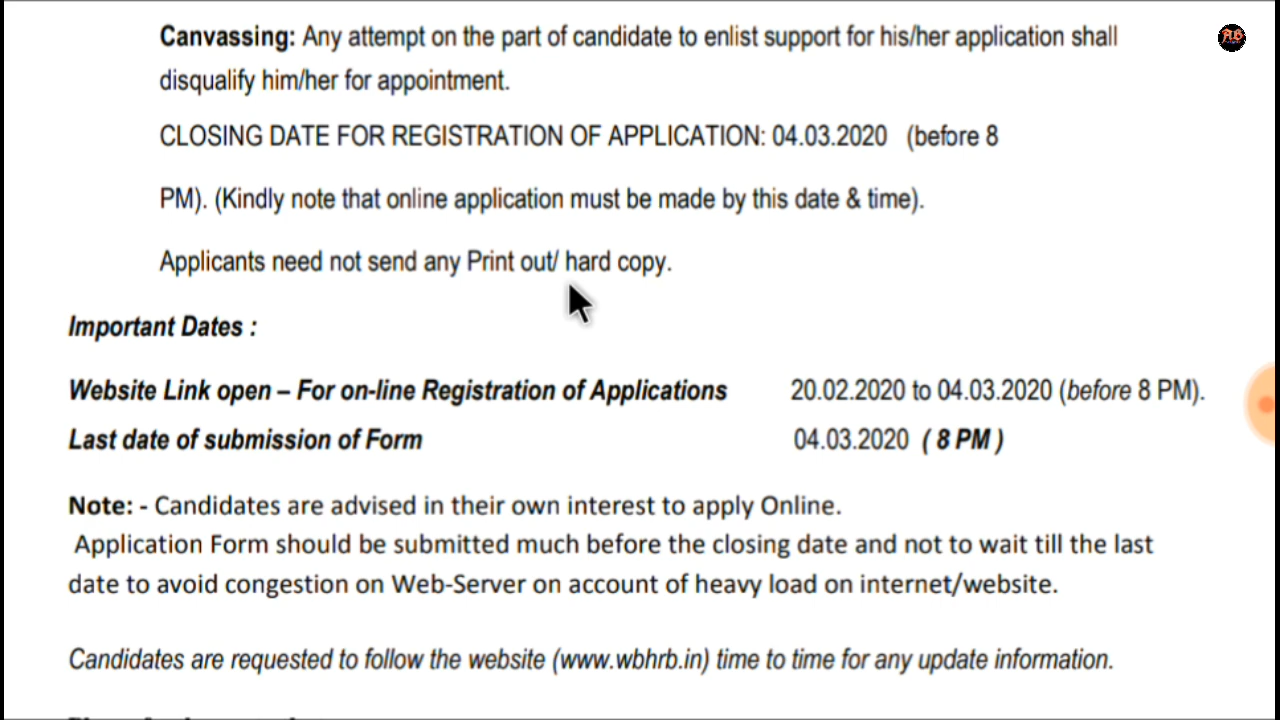 Canvassing: Any attempt on the part of candidate to enlist support for his/her application shall
disqualify him/her for appointment.
CLOSING DATE FOR REGISTRATION OF APPLICATION: 04.03.2020 (before 8
PM). (Kindly note that online application must be made by this date & time).
Applicants need not send any Print out/ hard copy.
Important Dates :
Website Link open – For on-line Registration of Applications 20.02.2020 to 04.03.2020 (before 8 PM).
Last date of submission of Form 04.03.2020 ( 8 PM )
Note: - Candidates are advised in their own interest to apply Online.
Application Form should be submitted much before the closing date and not to wait till the last
date to avoid congestion on Web-Server on account of heavy load on internet/website.
Candidates are requested to follow the website (www.wbhrb.in) time to time for any update information.